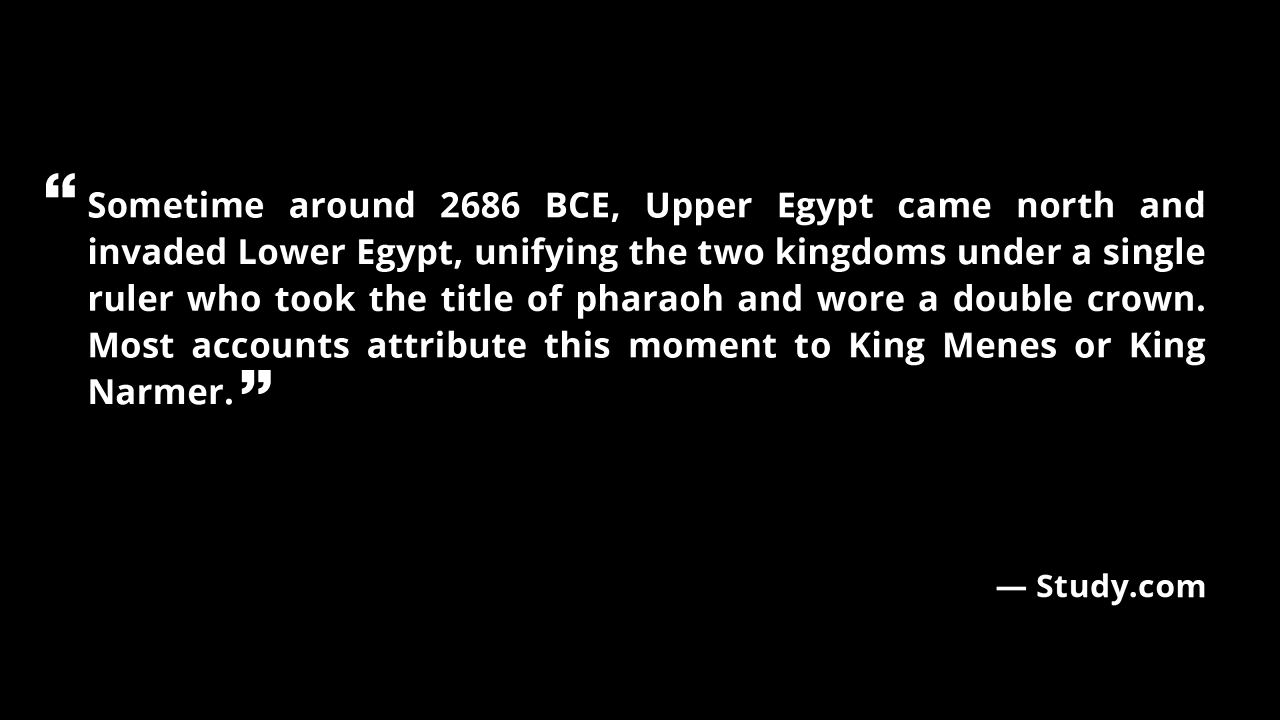 “Sometime around 2686 BCE, Upper Egypt came north and
invaded Lower Egypt, unifying the two kingdoms under a single
ruler who took the title of pharaoh and wore a double crown.
Most accounts attribute this moment to King Menes or King
Narmer.”
— Study.com